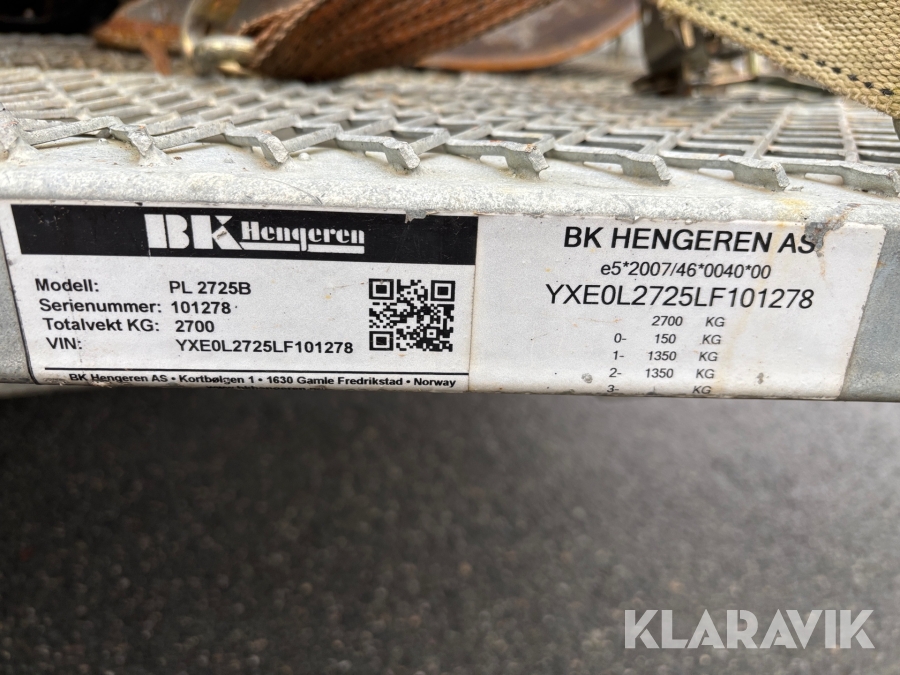 BK Hengeren
Modell: PL 2725B
Serienummer: 101278
Totalvekt KG: 2700
VIN: YXE0L2725LF101278
BK Hengeren AS • Kortbølgen 1 • 1630 Gamle Fredrikstad • Norway
BK HENGEREN AS
e5*2007/46*0040*00
YXE0L2725LF101278
2700 KG
0- 150 KG
1- 1350 KG
2- 1350 KG
3- KG
KLARAVIK